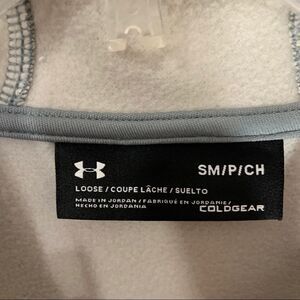 SM/P/CH
LOOSE / COUPE LÂCHE / SUELTO
MADE IN JORDAN / FABRIQUÉ EN JORDANIE /
HECHO EN JORDANIA
COLDGEAR